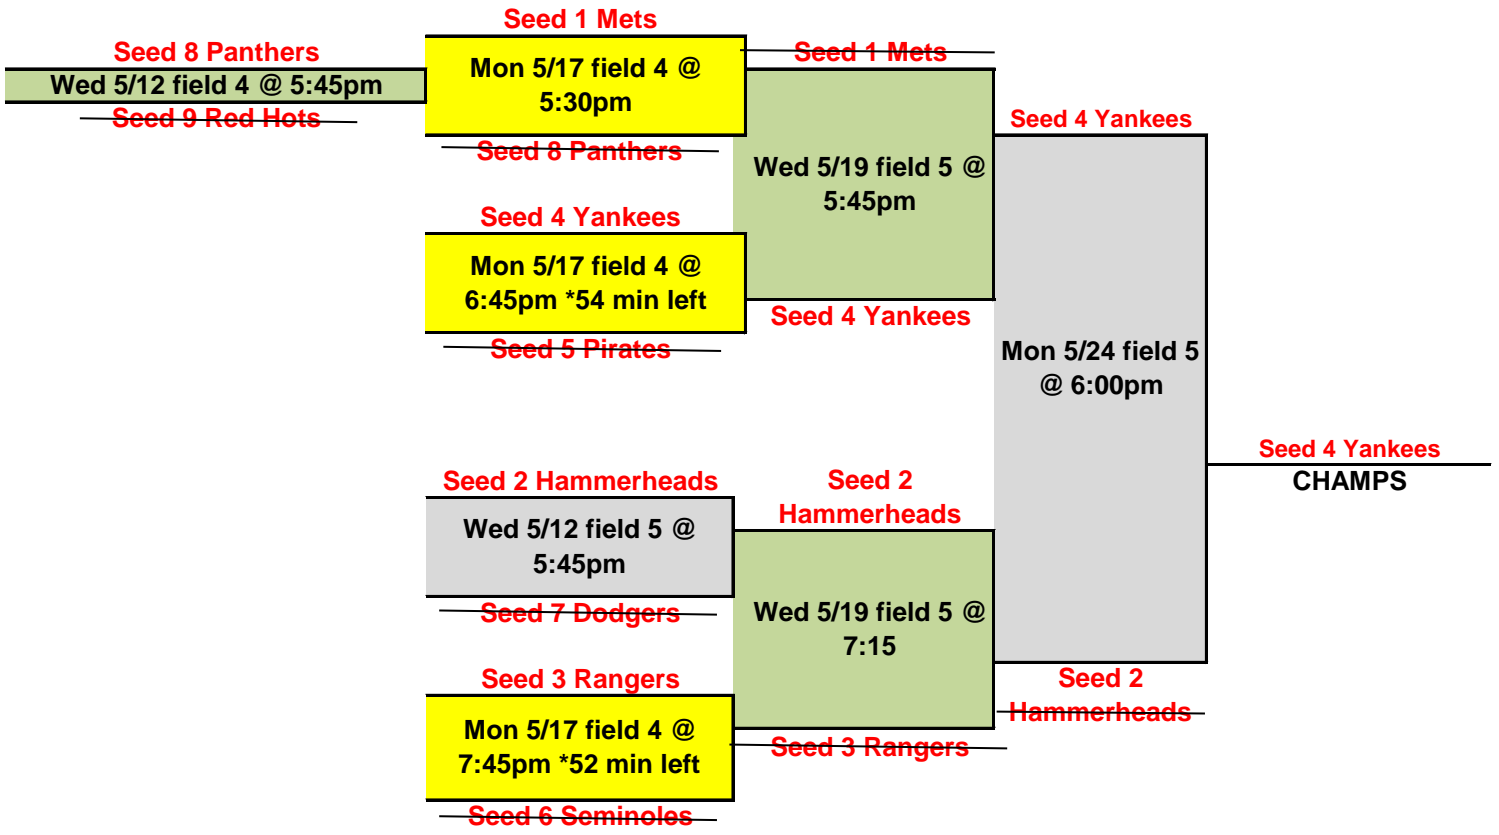 Seed 8 Panthers
Wed 5/12 field 4 @ 5:45pm
Seed 9 Red Hots
Seed 1 Mets
Mon 5/17 field 4 @
5:30pm
Seed 8 Panthers
Seed 4 Yankees
Mon 5/17 field 4 @
6:45pm *54 min left
Seed 5 Pirates
Seed 2 Hammerheads
Wed 5/12 field 5 @
5:45pm
Seed 7 Dodgers
Seed 3 Rangers
Mon 5/17 field 4 @
7:45pm *52 min left
Seed 6 Seminoles
Seed 1 Mets
Wed 5/19 field 5 @
5:45pm
Seed 4 Yankees
Seed 2
Hammerheads
Wed 5/19 field 5 @
7:15
Seed 3 Rangers
Seed 4 Yankees
Mon 5/24 field 5
@ 6:00pm
Seed 2
Hammerheads
Seed 4 Yankees
CHAMPS